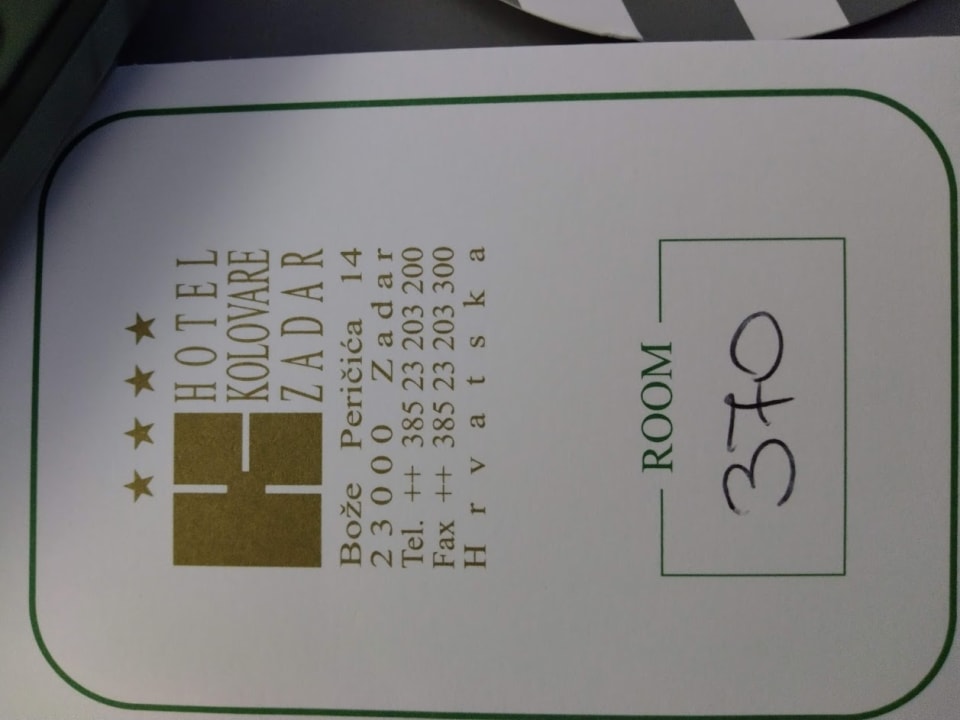 ★★★★
HOTEL
KOLOVARE
ZADAR
Bože Peričića 14
23000 Zadar
Tel. ++ 385 23 203 200
Fax ++ 385 23 203 300
Hrvatska
ROOM
370